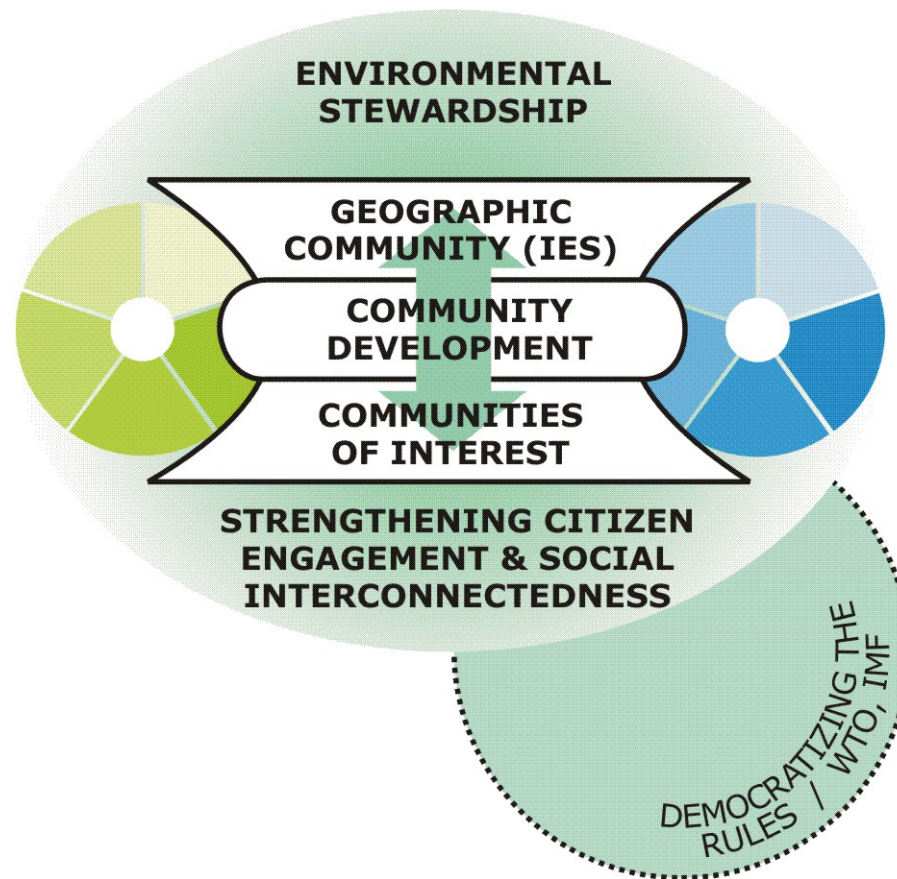 ENVIRONMENTAL
STEWARDSHIP
GEOGRAPHIC
COMMUNITY (IES)
COMMUNITY
DEVELOPMENT
COMMUNITIES
OF INTEREST
STRENGTHENING CITIZEN
ENGAGEMENT & SOCIAL
INTERCONNECTEDNESS
DEMOCRATIZING THE
RULES / WTO, IMF